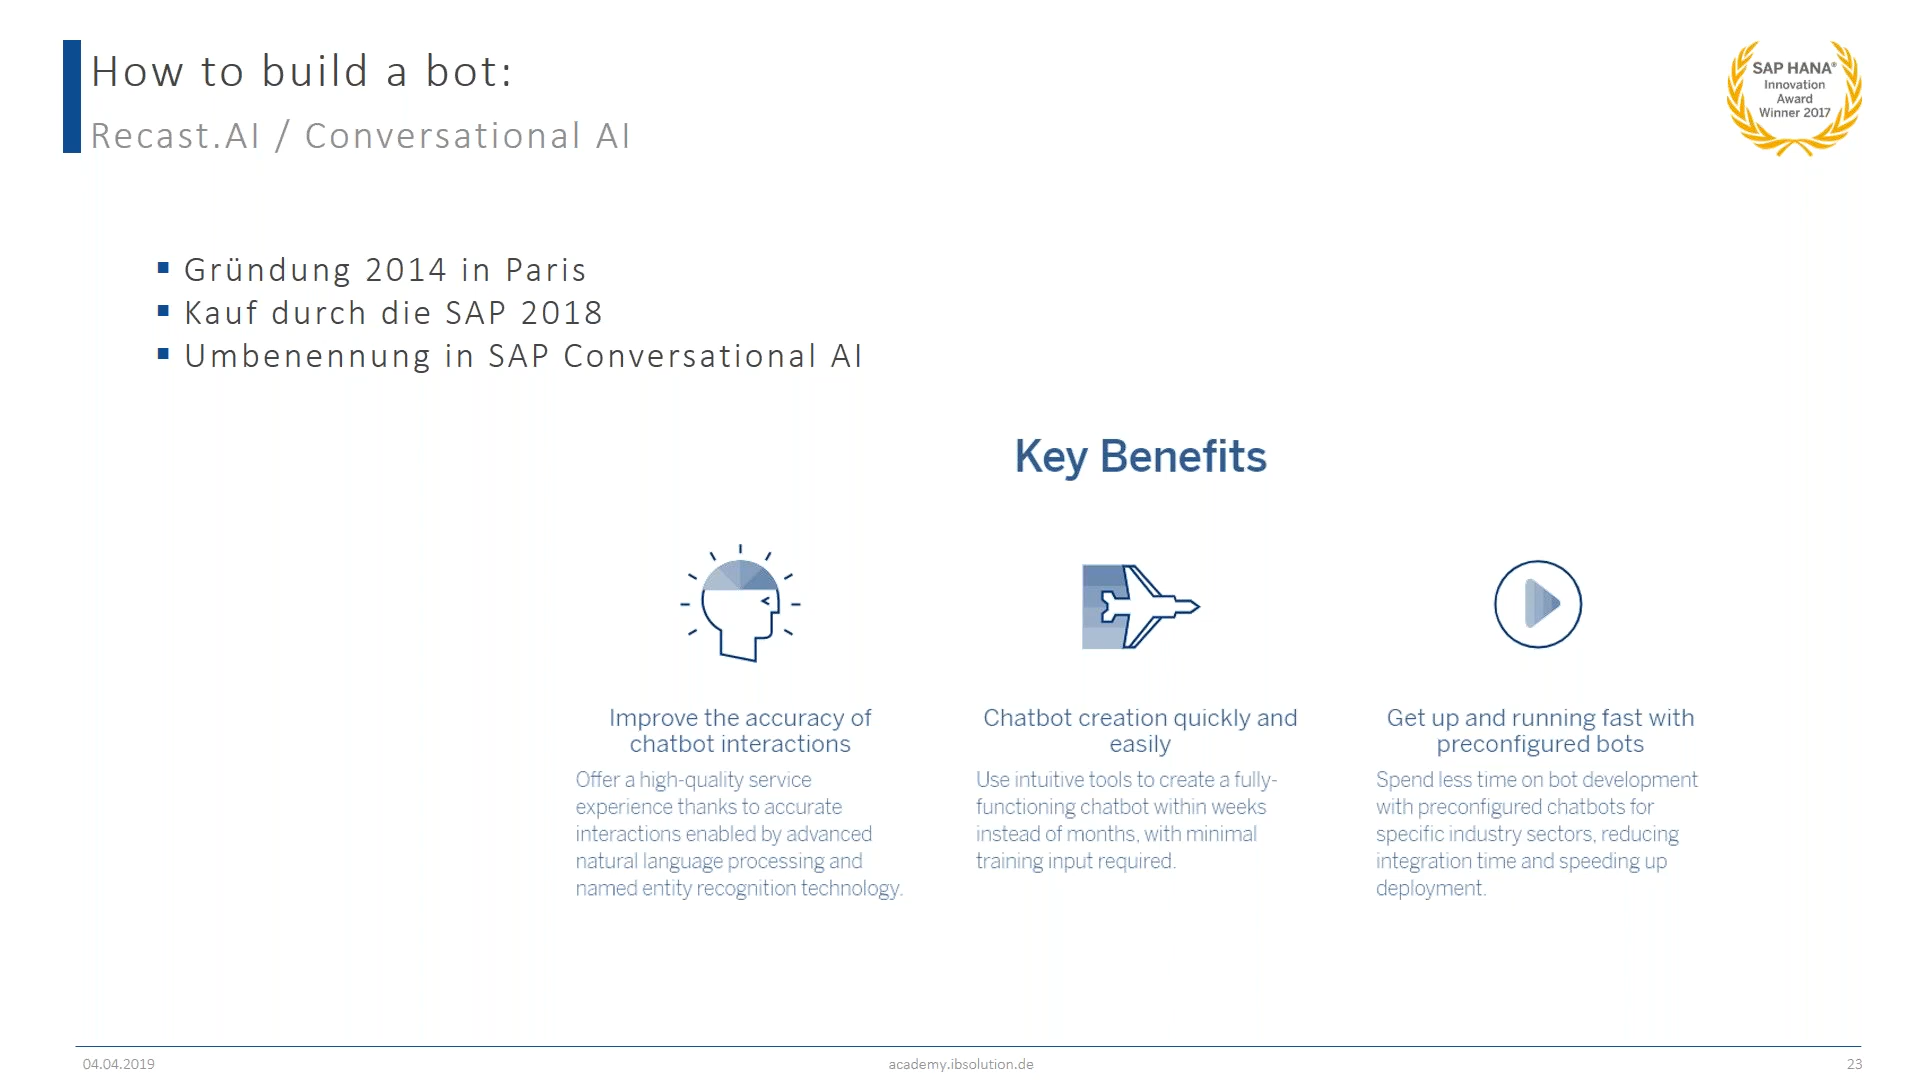 How to build a bot:
Recast.AI / Conversational AI
SAP HANA®
Innovation
Award
Winner 2017
▪ Gründung 2014 in Paris
▪ Kauf durch die SAP 2018
▪ Umbenennung in SAP Conversational AI
Key Benefits
Improve the accuracy of
chatbot interactions
Offer a high-quality service
experience thanks to accurate
interactions enabled by advanced
natural language processing and
named entity recognition technology.
Chatbot creation quickly and
easily
Use intuitive tools to create a fully-
functioning chatbot within weeks
instead of months, with minimal
training input required.
Get up and running fast with
preconfigured bots
Spend less time on bot development
with preconfigured chatbots for
specific industry sectors, reducing
integration time and speeding up
deployment.
04.04.2019
academy.ibsolution.de
23